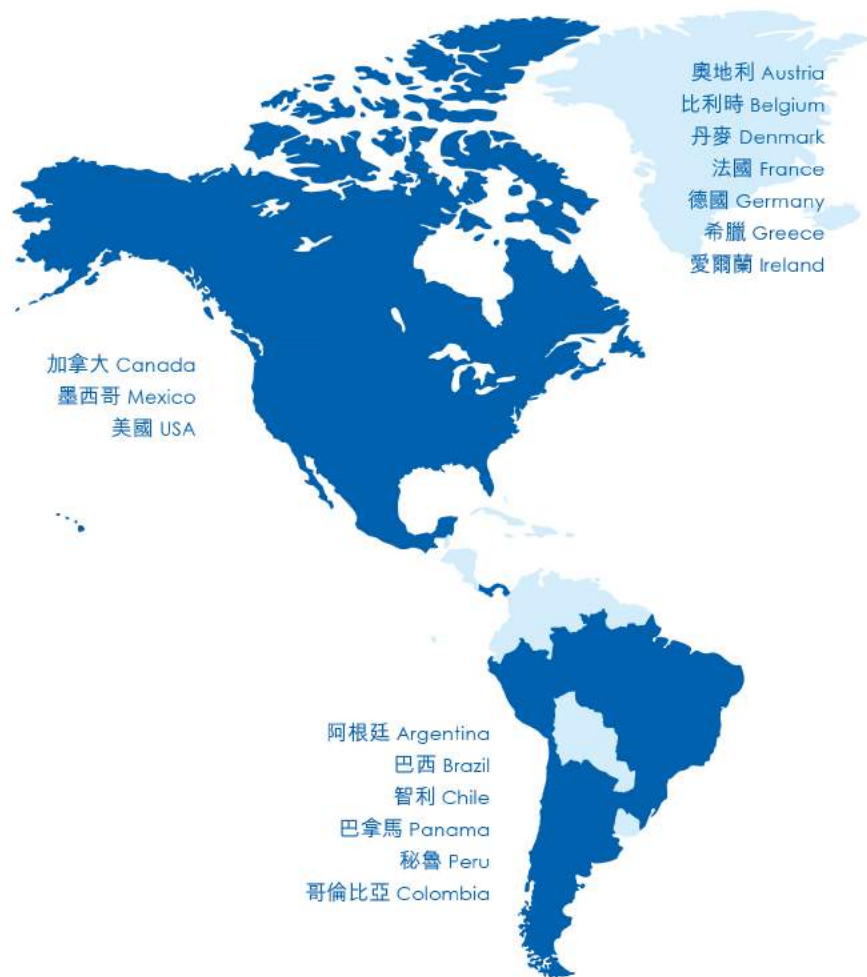 奧地利 Austria
比利時 Belgium
丹麥 Denmark
法國 France
德國 Germany
希臘 Greece
愛爾蘭 Ireland
加拿大 Canada
墨西哥 Mexico
美國 USA
阿根廷 Argentina
巴西 Brazil
智利 Chile
巴拿馬 Panama
秘魯 Peru
哥倫比亞 Colombia